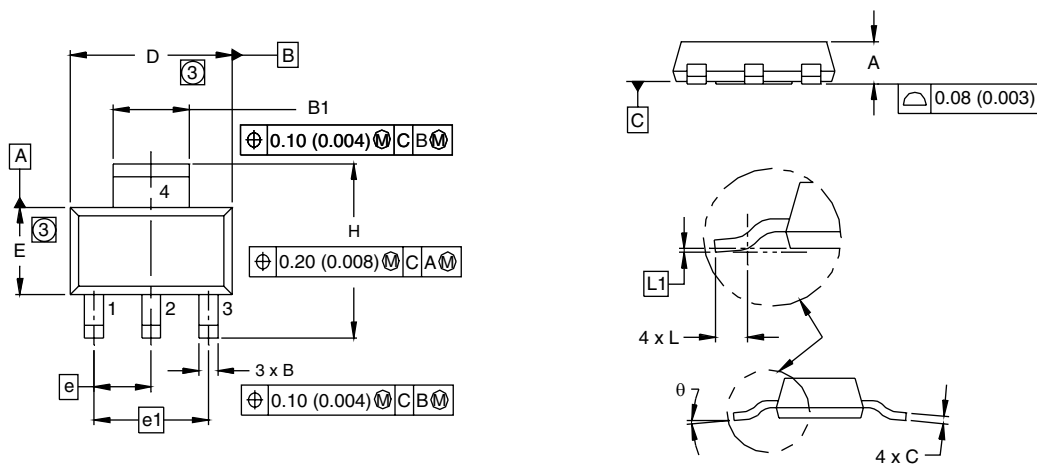 D
B
3
B1
⌖ 0.10 (0.004) Ⓜ C B Ⓜ
A
4
3
E
H
⌖ 0.20 (0.008) Ⓜ C A Ⓜ
1 2 3
e
3 x B
e1
⌖ 0.10 (0.004) Ⓜ C B Ⓜ
A
C
⌓ 0.08 (0.003)
L1
4 x L
θ
4 x C